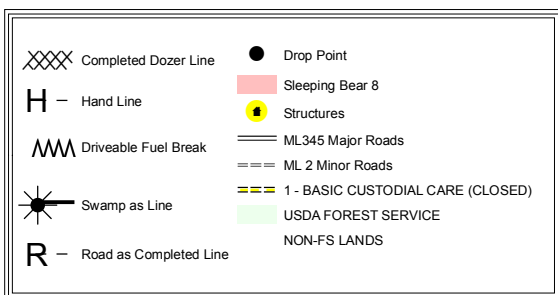 Completed Dozer Line
H – Hand Line
Driveable Fuel Break
Swamp as Line
R – Road as Completed Line
Drop Point
Sleeping Bear 8
Structures
ML345 Major Roads
ML 2 Minor Roads
1 - BASIC CUSTODIAL CARE (CLOSED)
USDA FOREST SERVICE
NON-FS LANDS